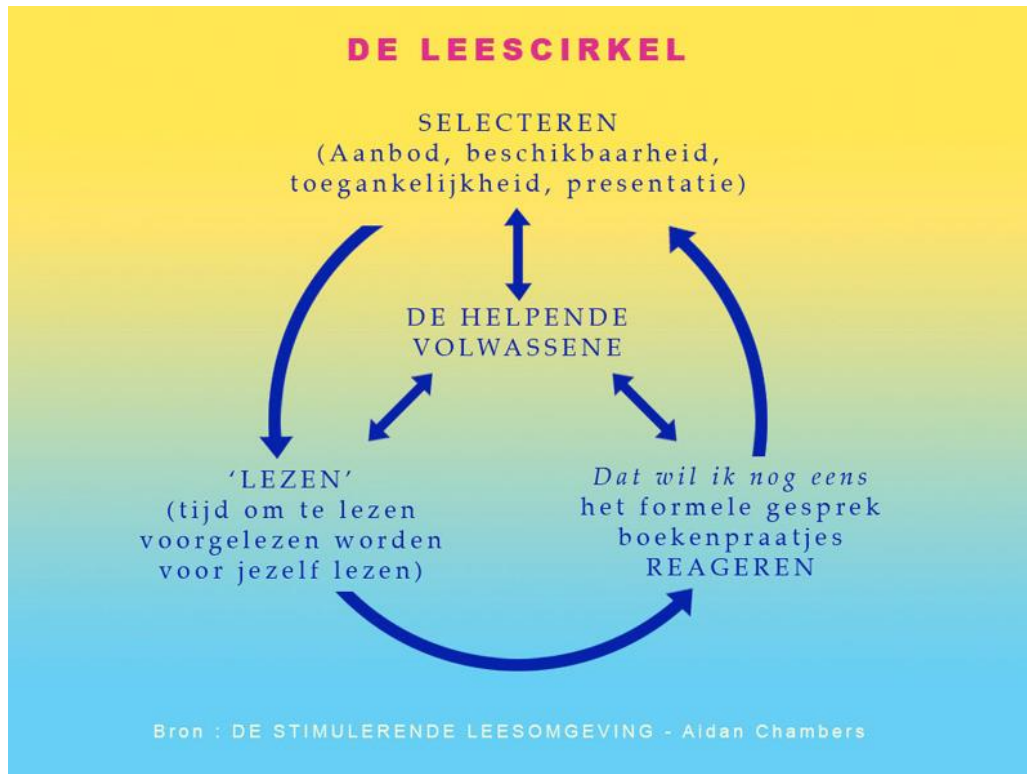 DE LEESCIRKEL
SELECTEREN
(Aanbod, beschikbaarheid,
toegankelijkheid, presentatie)
DE HELPENDE
VOLWASSENE
‘LEZEN’
(tijd om te lezen
voorgelezen worden
voor jezelf lezen)
Dat wil ik nog eens
het formele gesprek
boekenpraatjes
REAGEREN
Bron : DE STIMULERENDE LEESOMGEVING - Aidan Chambers